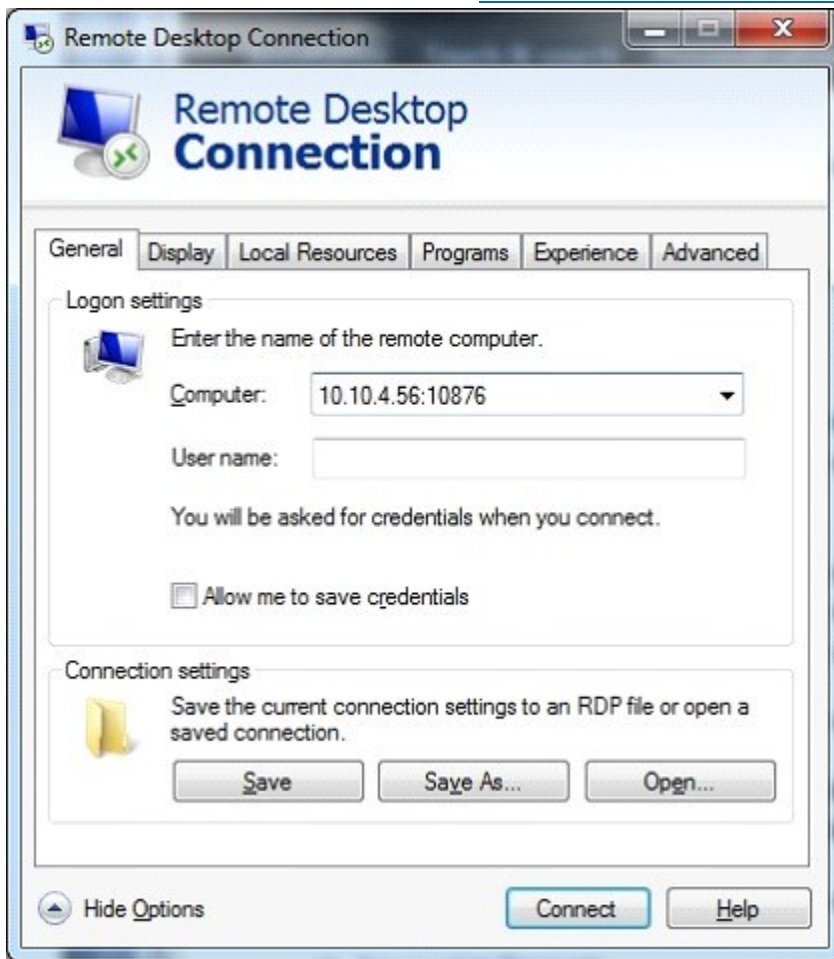 Remote Desktop Connection
Remote Desktop
Connection
General Display Local Resources Programs Experience Advanced
Logon settings
Enter the name of the remote computer.
Computer: 10.10.4.56:10876
User name:
You will be asked for credentials when you connect.
Allow me to save credentials
Connection settings
Save the current connection settings to an RDP file or open a
saved connection.
Save Save As... Open...
Hide Options Connect Help